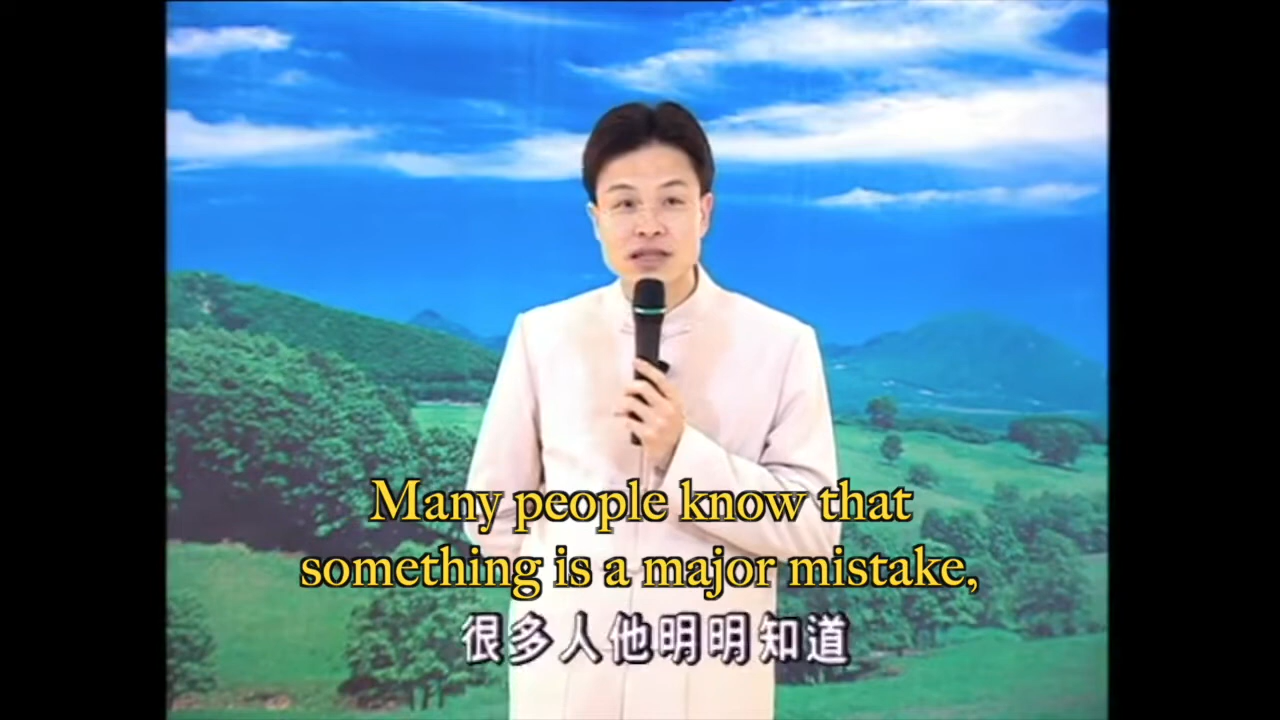 Many people know that
something is a major mistake,
很多人他明明知道